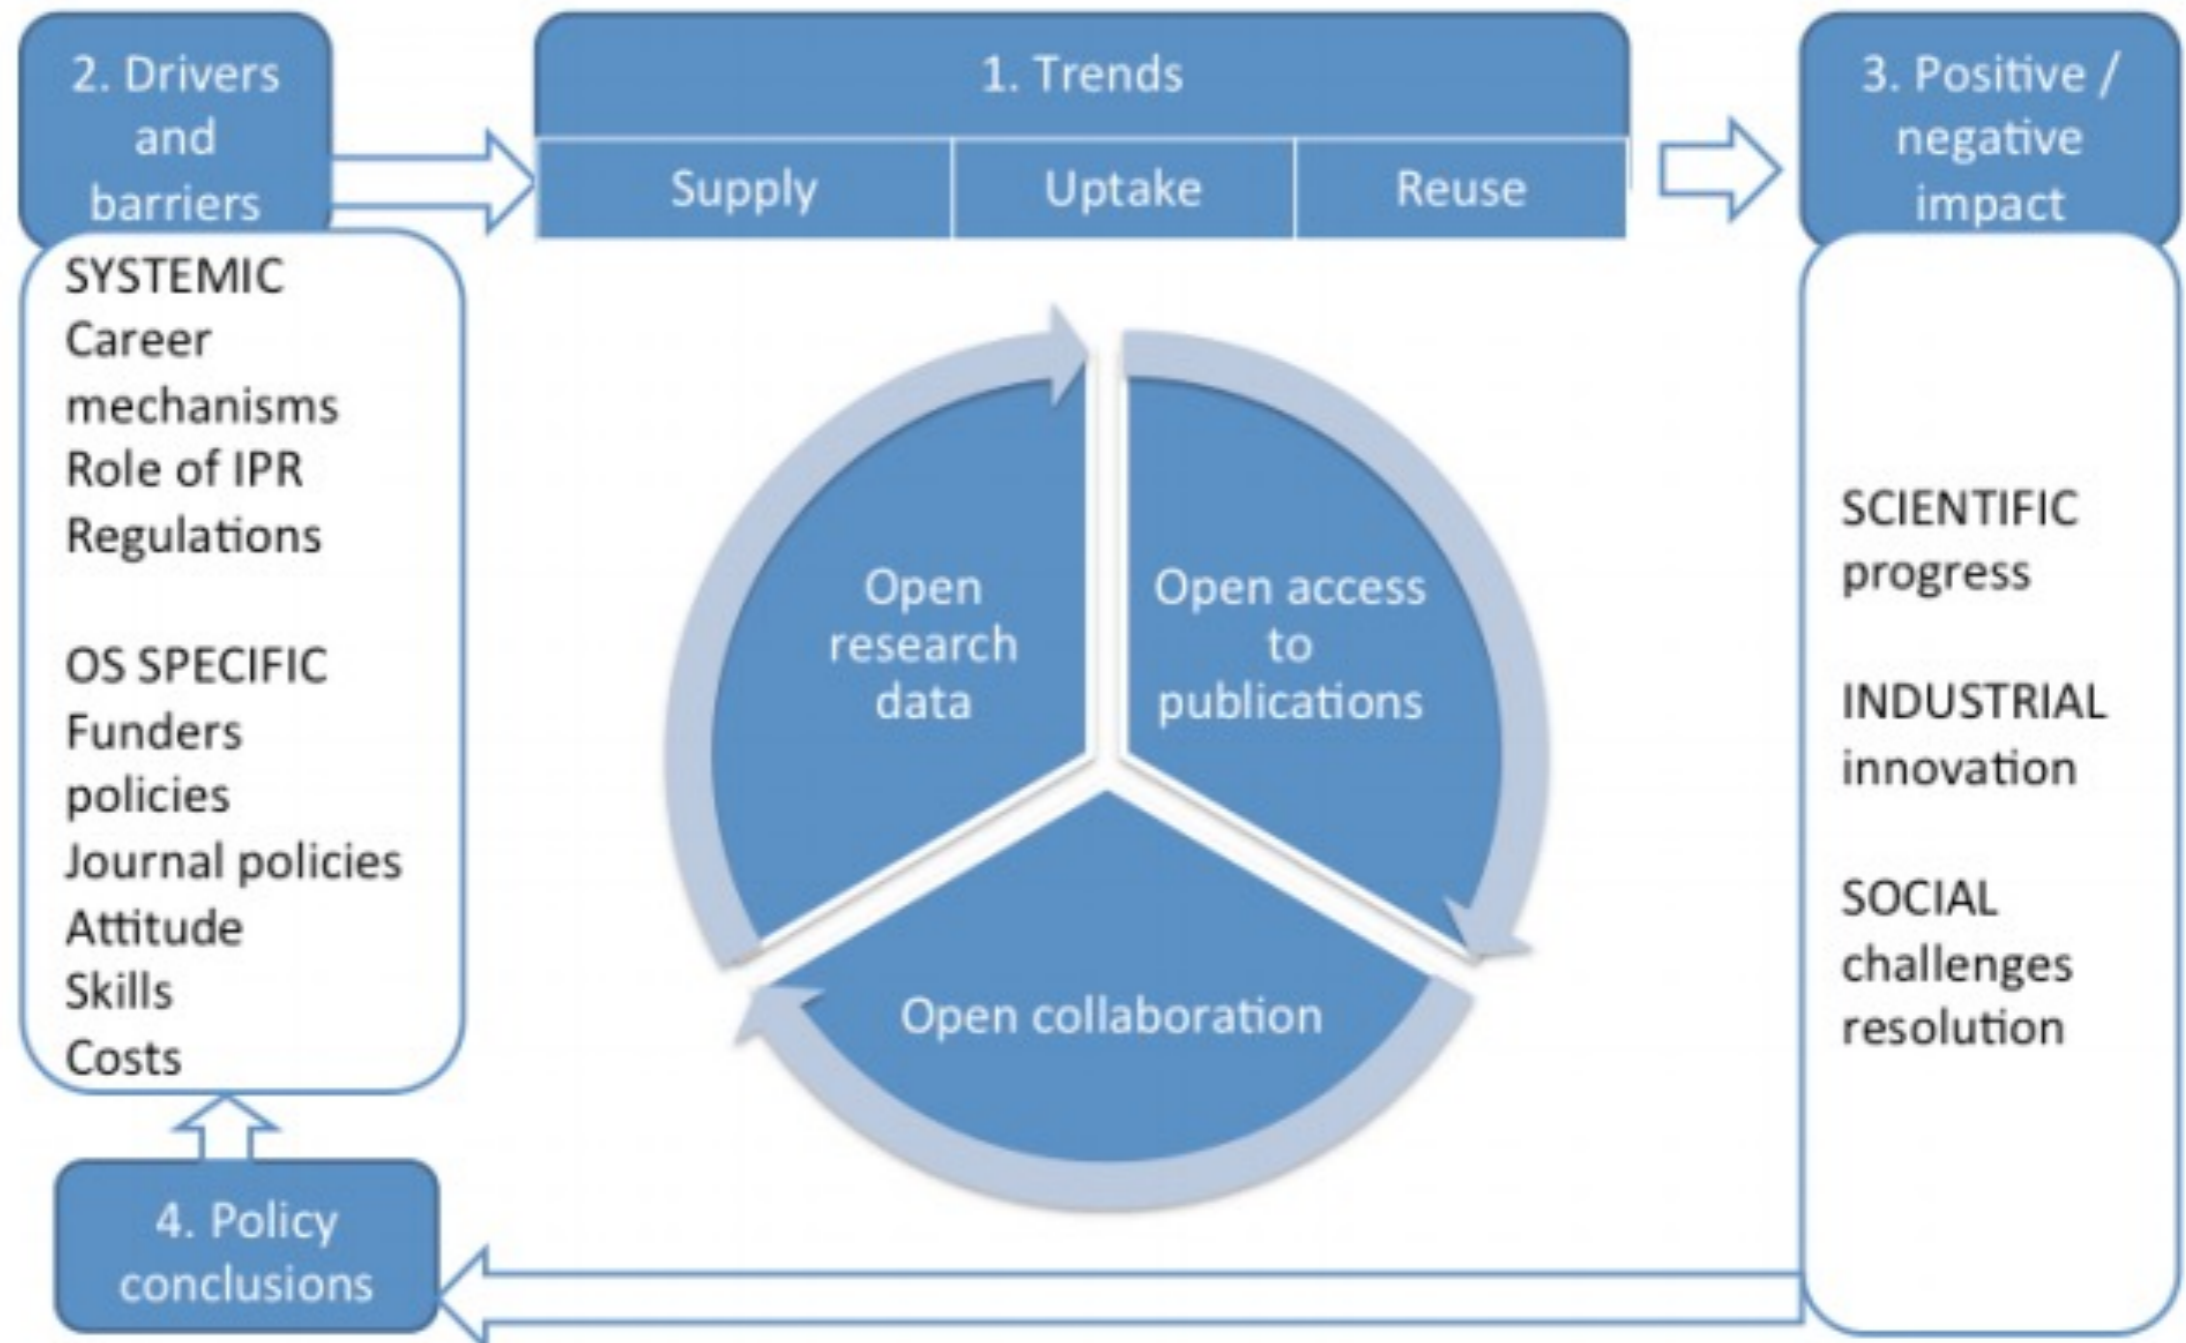 2. Drivers
and
barriers
SYSTEMIC
Career
mechanisms
Role of IPR
Regulations
OS SPECIFIC
Funders
policies
Journal policies
Attitude
Skills
Costs
1. Trends
Supply
Uptake
Reuse
Open
research
data
Open access
to
publications
Open collaboration
3. Positive /
negative
impact
SCIENTIFIC
progress
INDUSTRIAL
innovation
SOCIAL
challenges
resolution
4. Policy
conclusions